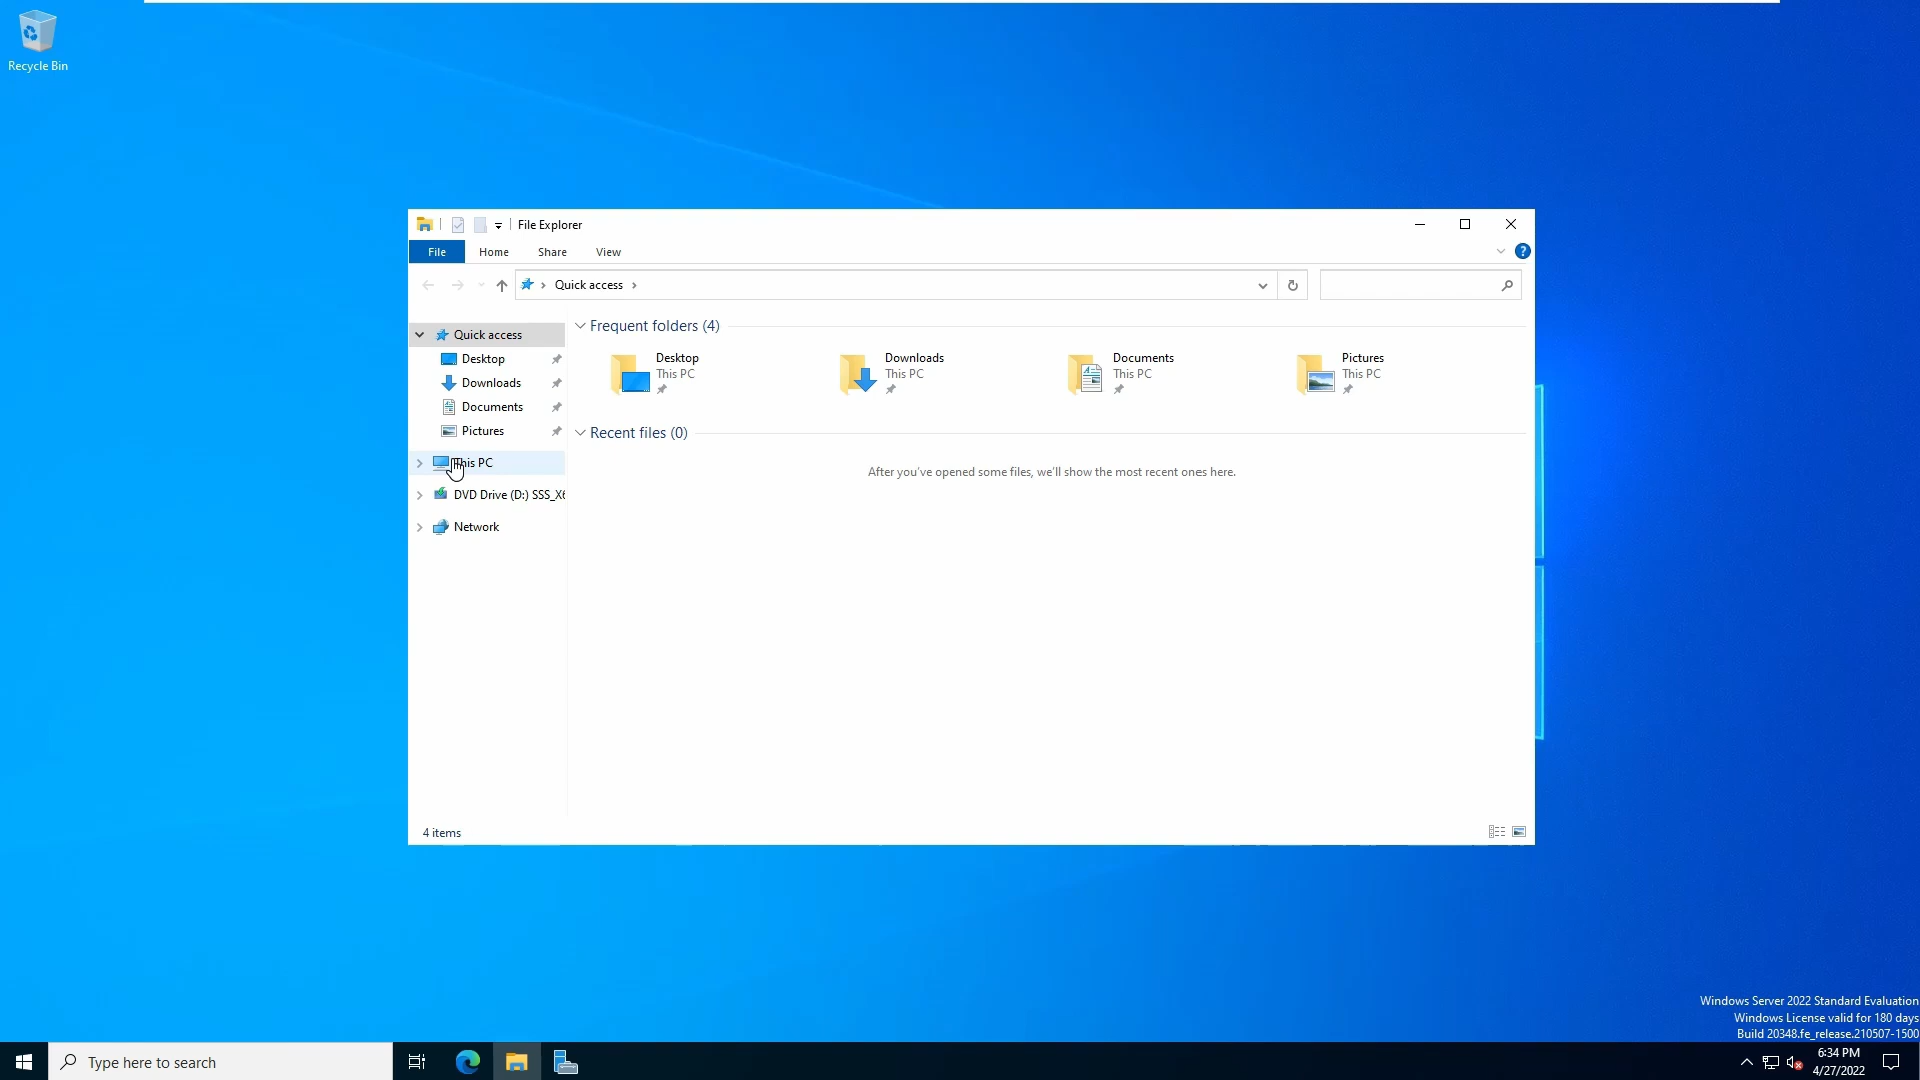 Recycle Bin
File Explorer
File Home Share View
Quick access
Quick access
Desktop
Downloads
Documents
Pictures
This PC
DVD Drive (D:) SSS_X6
Network
Frequent folders (4)
Desktop
This PC
Downloads
This PC
Documents
This PC
Pictures
This PC
Recent files (0)
After you've opened some files, we'll show the most recent ones here.
4 items
Windows Server 2022 Standard Evaluation
Windows License valid for 180 days
Build 20348.fe_release.210507-1500
Type here to search
6:34 PM
4/27/2022